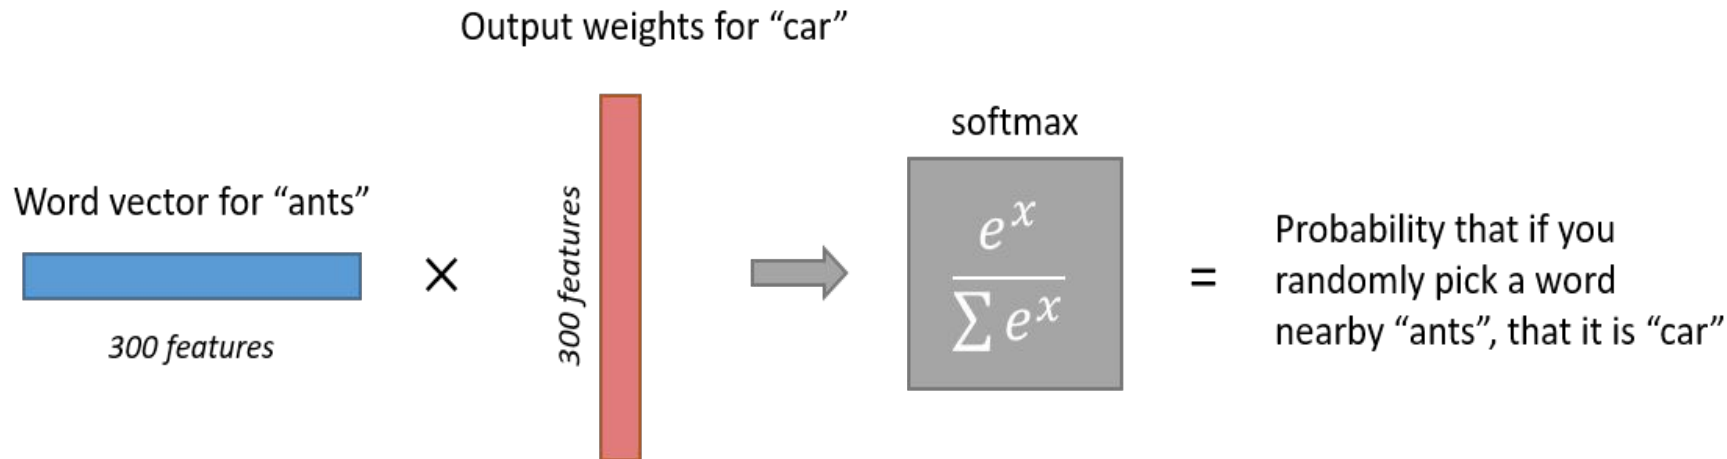 Output weights for “car”
softmax
Word vector for “ants”
300 features
×
300 features
e^x
∑ e^x
=
Probability that if you
randomly pick a word
nearby “ants”, that it is “car”